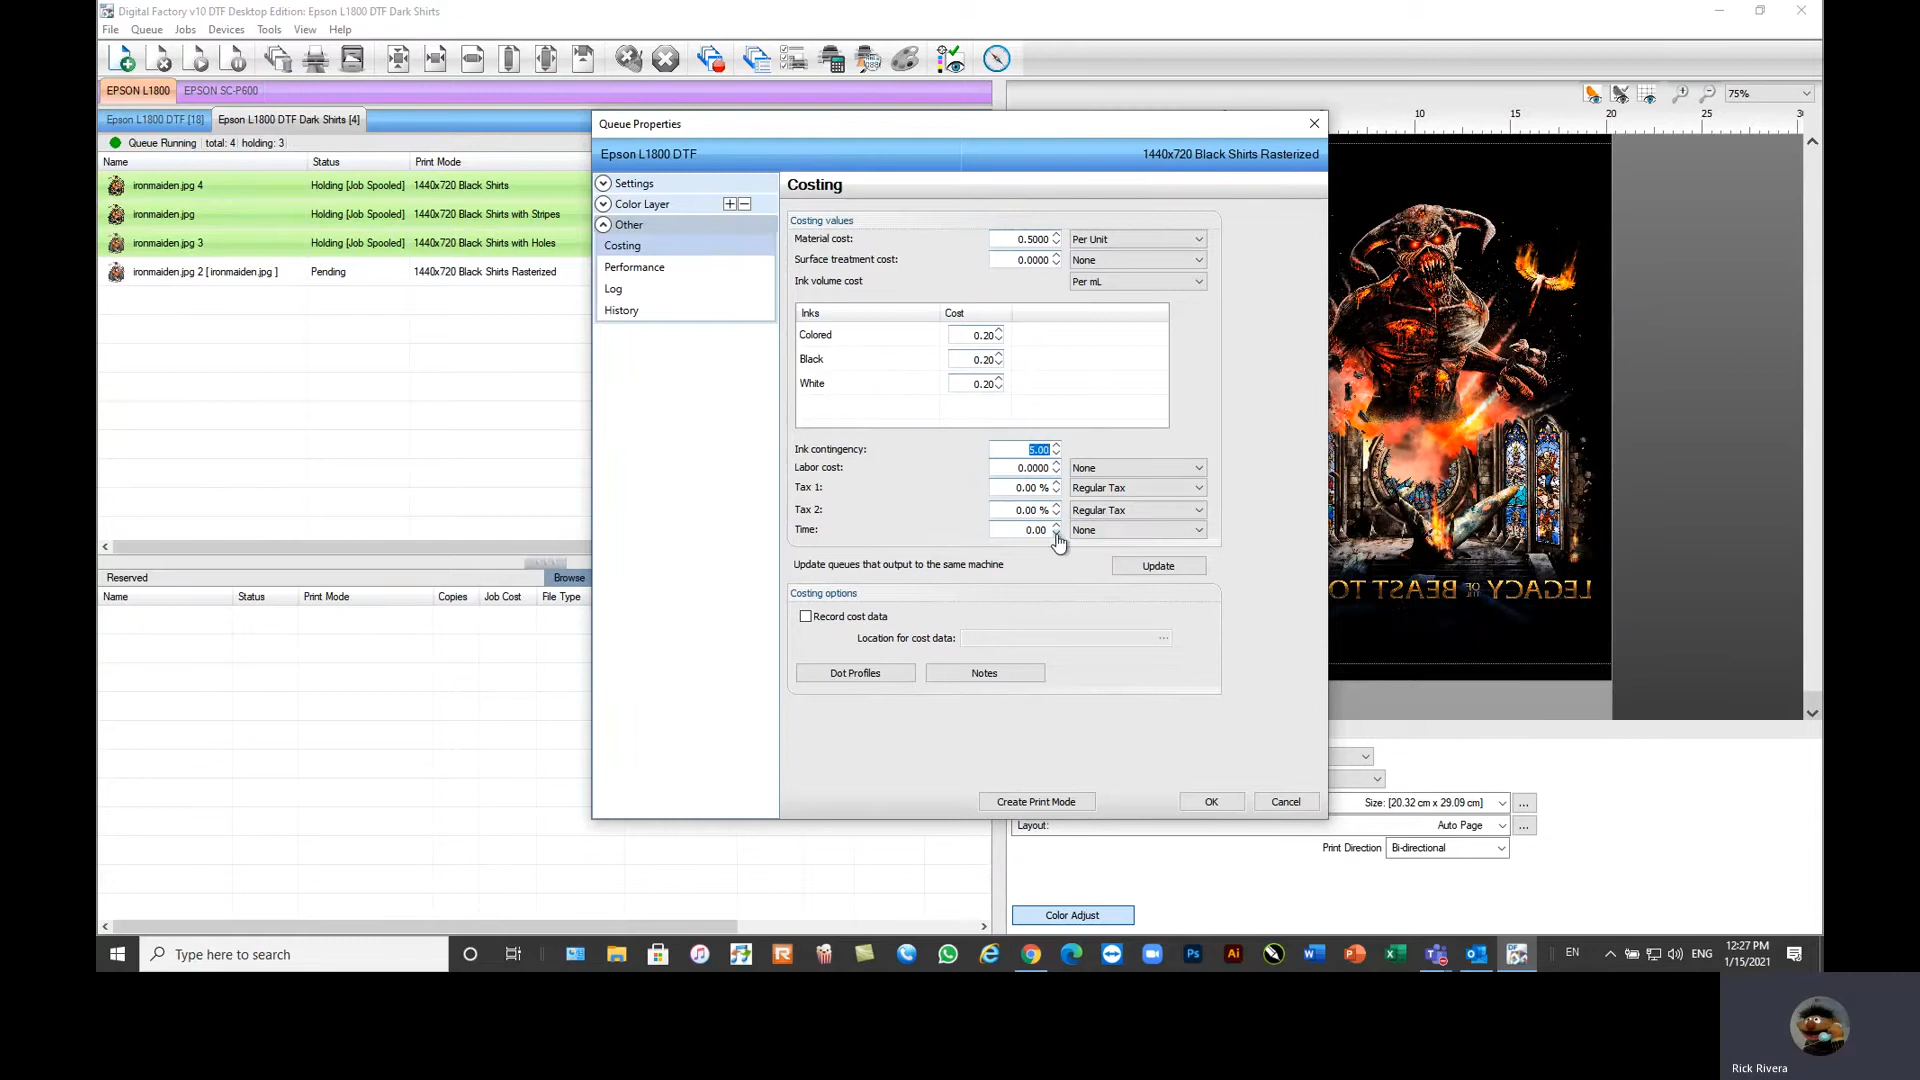 Digital Factory v10 DTF Desktop Edition: Epson L1800 DTF Dark Shirts
File Queue Jobs Devices Tools View Help
EPSON L1800 EPSON SC-P600
75%
Epson L1800 DTF [18] Epson L1800 DTF Dark Shirts [4]
10 15 20
Queue Running total: 4 holding: 3
Name Status Print Mode
ironmaiden.jpg 4 Holding [Job Spooled] 1440x720 Black Shirts
ironmaiden.jpg Holding [Job Spooled] 1440x720 Black Shirts with Stripes
ironmaiden.jpg 3 Holding [Job Spooled] 1440x720 Black Shirts with Holes
ironmaiden.jpg 2 [ ironmaiden.jpg ] Pending 1440x720 Black Shirts Rasterized
Reserved Browse
Name Status Print Mode Copies Job Cost File Type
Queue Properties
Epson L1800 DTF 1440x720 Black Shirts Rasterized
Settings
Color Layer
Other
Costing
Performance
Log
History
Costing
Costing values
Material cost: 0.5000 Per Unit
Surface treatment cost: 0.0000 None
Ink volume cost Per mL
Inks Cost
Colored 0.20
Black 0.20
White 0.20
Ink contingency: 5.00
Labor cost: 0.0000 None
Tax 1: 0.00 % Regular Tax
Tax 2: 0.00 % Regular Tax
Time: 0.00 None
Update queues that output to the same machine Update
Costing options
Record cost data
Location for cost data: ...
Dot Profiles Notes
Create Print Mode OK Cancel
LEGACY OF THE BEAST TO
Size: [20.32 cm x 29.09 cm] ...
Layout: Auto Page ...
Print Direction Bi-directional
Color Adjust
Type here to search
EN ENG 12:27 PM
1/15/2021
Rick Rivera